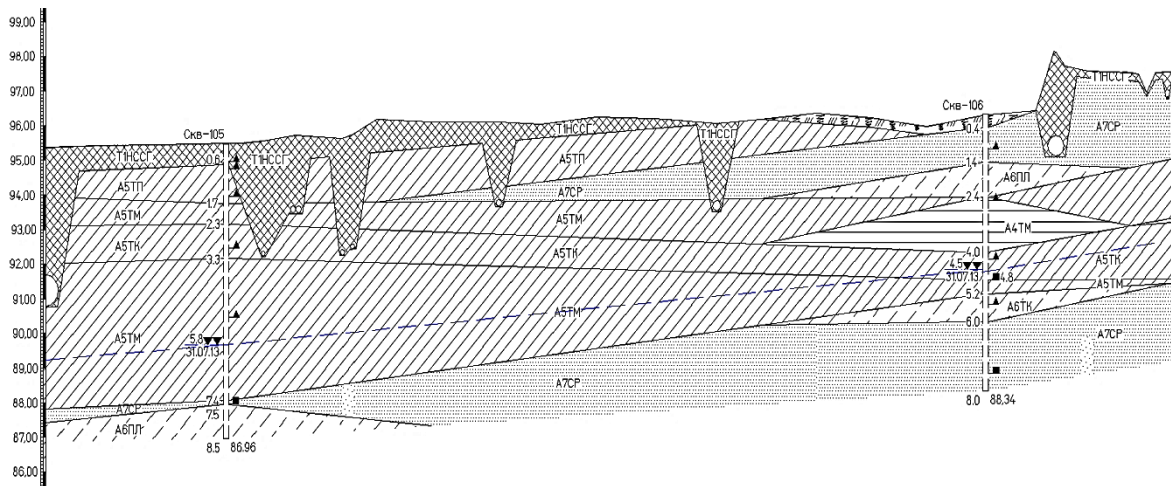 99.00
98.00
97.00
96.00
95.00
94.00
93.00
92.00
91.00
90.00
89.00
88.00
87.00
86.00
Скв-105
Т1НССГ
0.6
Т1НССГ
А5ТП
1.7
А5ТМ
2.3
А5ТК
3.3
А5ТМ
5.8
31.07.13
7.4
А7СР
7.5
А6ПЛ
8.5 86.96
Т1НССГ
А5ТП
А7СР
А5ТМ
А5ТК
А5ТМ
А7СР
Т1НССГ
Скв-106
0.4
1.4
А6ПЛ
2.4
А4ТМ
4.0
4.5
31.07.13
4.8
А5ТК
А5ТМ
5.2
А6ТК
6.0
А7СР
8.0 88.34
Т1НССГ
А7СР